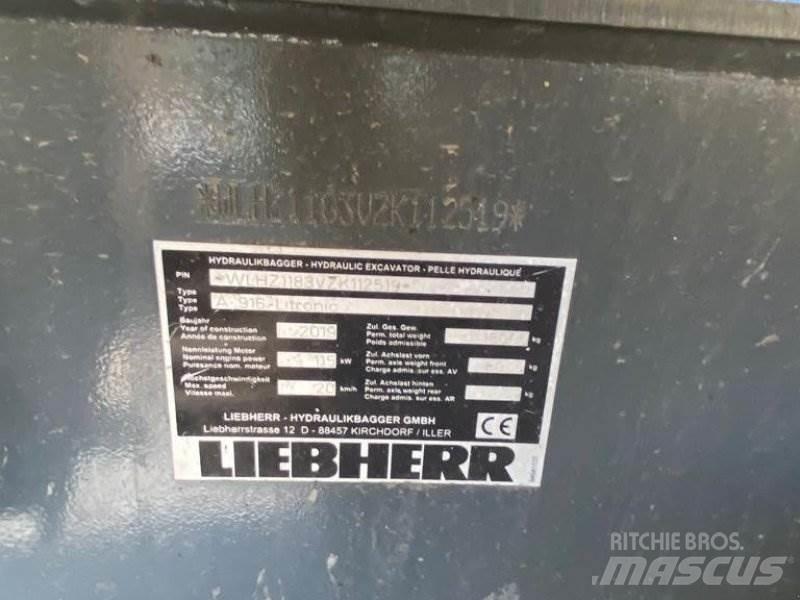 *WLHZ1183VZK112519*
HYDRAULIKBAGGER - HYDRAULIC EXCAVATOR - PELLE HYDRAULIQUE
PIN *WLHZ1183VZK112519*
Type
Type A 916 Litronic
Type
Baujahr
Year of construction 2019
Année de construction
Zul. Ges. Gew.
Perm. total weight kg
Poids admissible
Nennleistung Motor
Nominal engine power 115 kW
Puissance nom. moteur
Zul. Achslast vorn
Perm. axle weight front kg
Charge admis. sur ess. AV
Höchstgeschwindigkeit
Max. speed 20 km/h
Vitesse maxi.
Zul. Achslast hinten
Perm. axle weight rear kg
Charge admis. sur ess. AR
LIEBHERR - HYDRAULIKBAGGER GMBH
Liebherrstrasse 12 D - 88457 KIRCHDORF / ILLER
CE
LIEBHERR
RITCHIE BROS.
MASCUS